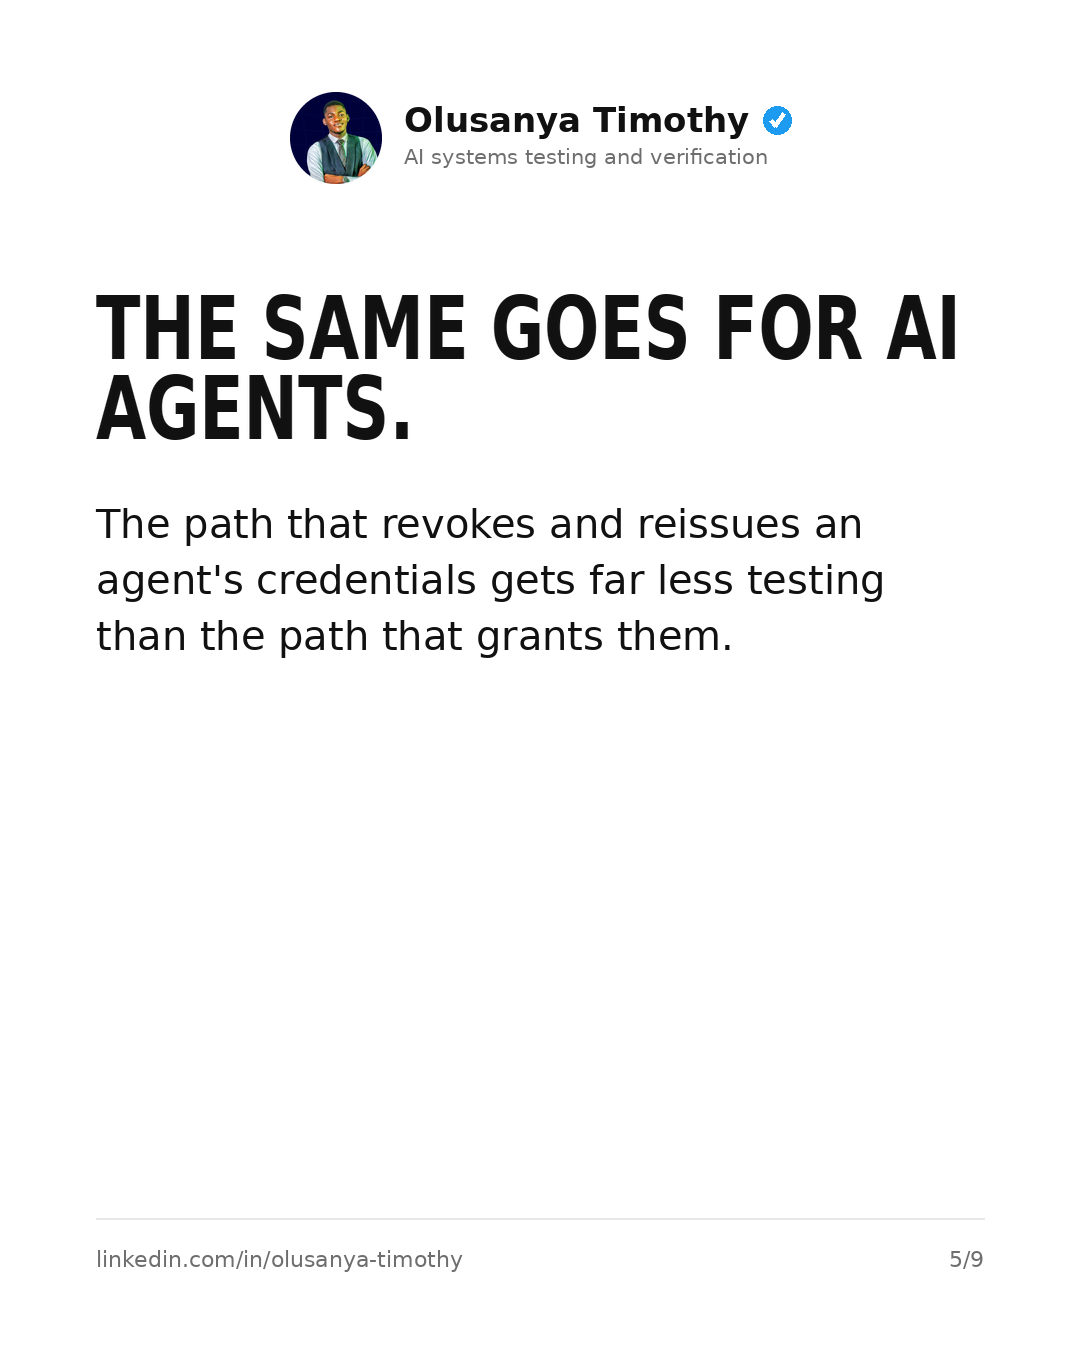 Olusanya Timothy
AI systems testing and verification
THE SAME GOES FOR AI
AGENTS.
The path that revokes and reissues an
agent's credentials gets far less testing
than the path that grants them.
linkedin.com/in/olusanya-timothy
5/9